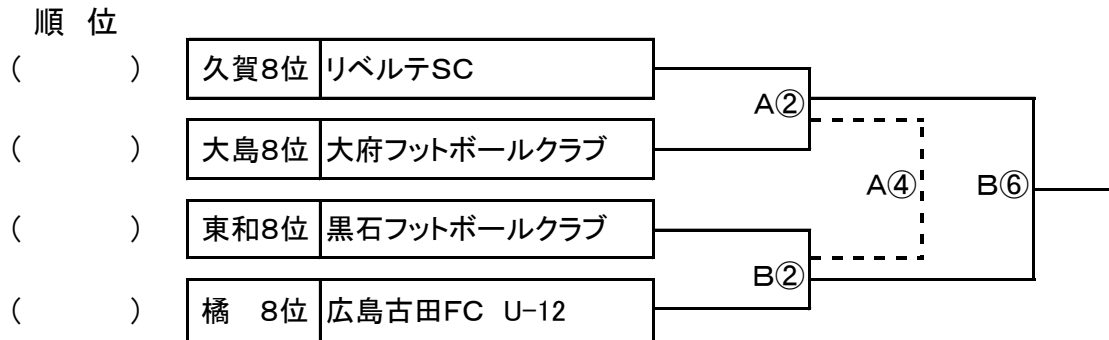 順 位
( ) 久賀8位 リベルテSC
A②
( ) 大島8位 大府フットボールクラブ
A④ B⑥
( ) 東和8位 黒石フットボールクラブ
B②
( ) 橘 8位 広島古田FC U-12